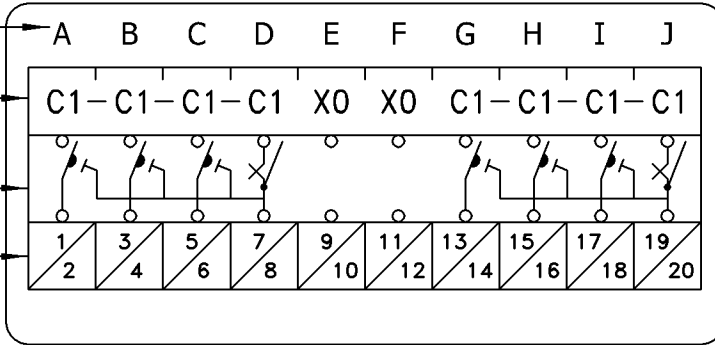 A B C D E F G H I J
C1-C1-C1-C1 X0 X0 C1-C1-C1-C1
1 3 5 7 9 11 13 15 17 19
2 4 6 8 10 12 14 16 18 20